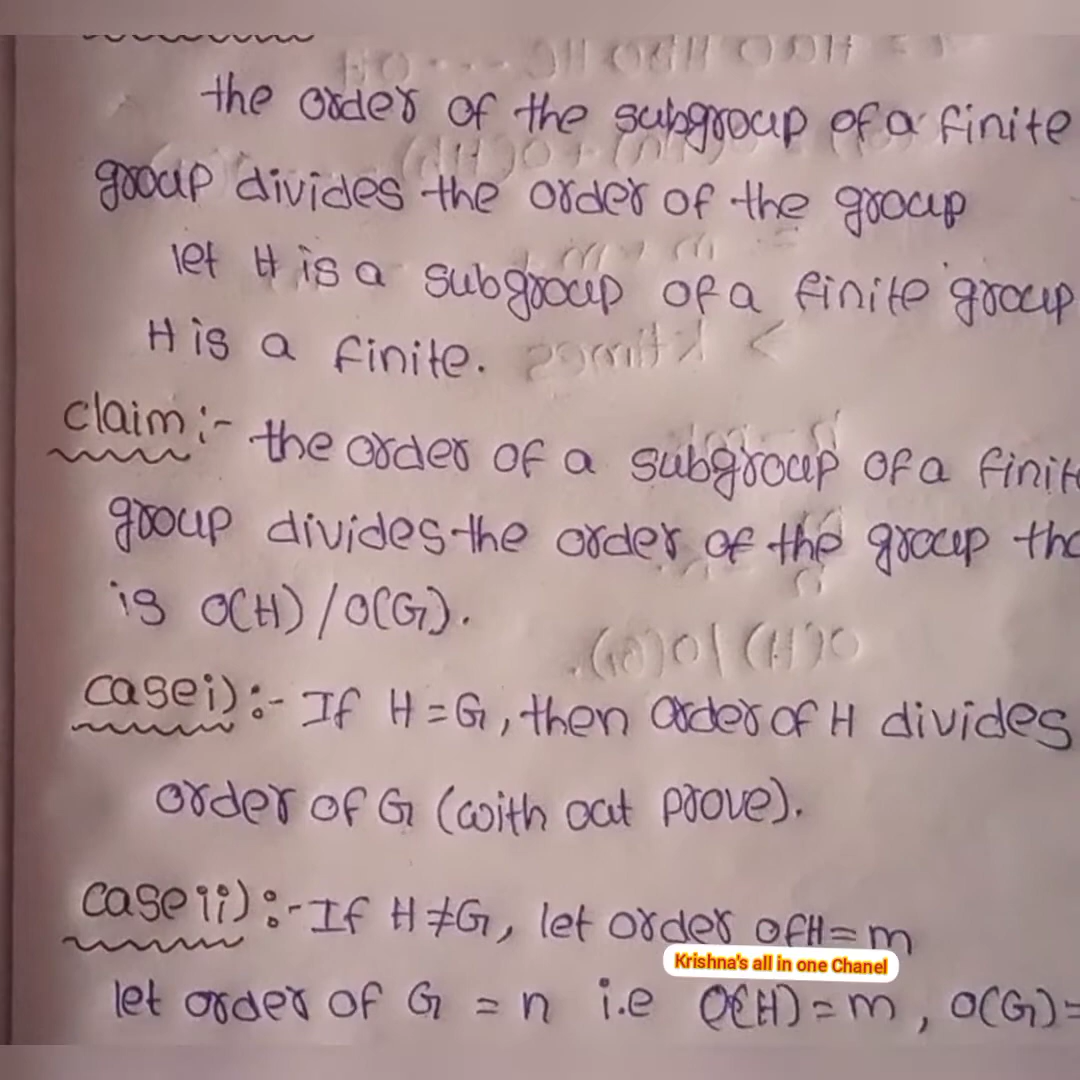 the order of the subgroup of a finite
group divides the order of the group
let H is a subgroup of a finite group
H is a finite.
claim:- the order of a subgroup of a
group divides the order of the group
is O(H)/O(G).
case i):- If H=G, then order of H divides
order of G (with out prove).
case ii):- If H≠G, let order of H=m
Krishna's all in one Chanel
let order of G = n i.e O(H)=m, O(G)=